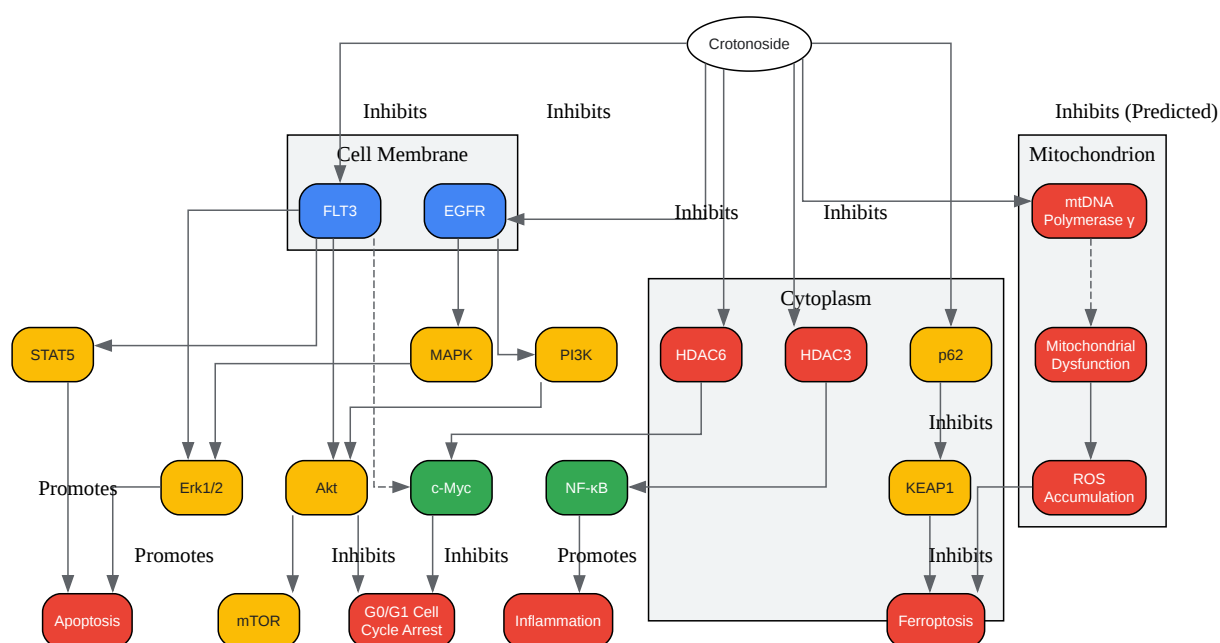 Crotonoside
Inhibits
Inhibits
Inhibits (Predicted)
Cell Membrane
Mitochondrion
FLT3
EGFR
Inhibits
Inhibits
mtDNA
Polymerase γ
Cytoplasm
STAT5
MAPK
PI3K
HDAC6
HDAC3
p62
Mitochondrial
Dysfunction
Inhibits
Promotes
Erk1/2
Akt
c-Myc
NF-κB
KEAP1
ROS
Accumulation
Promotes
Inhibits
Inhibits
Promotes
Inhibits
Apoptosis
mTOR
G0/G1 Cell
Cycle Arrest
Inflammation
Ferroptosis